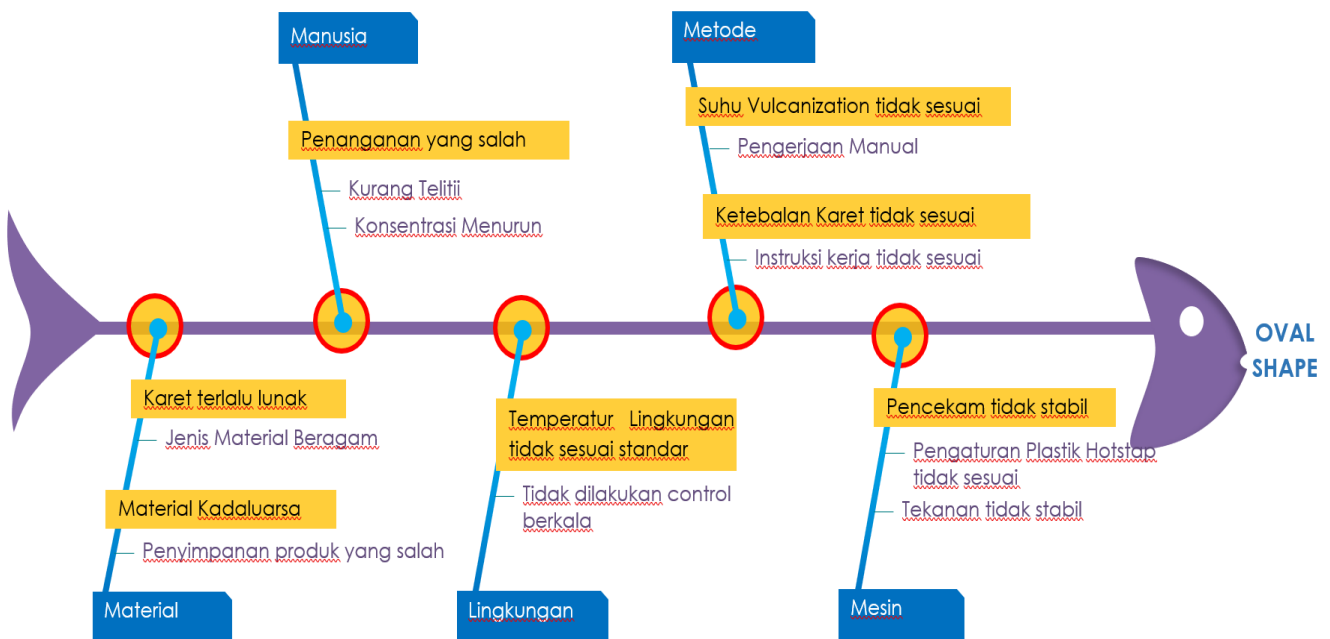 Manusia
Penanganan yang salah
Kurang Telitii
Konsentrasi Menurun
Metode
Suhu Vulcanization tidak sesuai
Pengerjaan Manual
Ketebalan Karet tidak sesuai
Instruksi kerja tidak sesuai
OVAL
SHAPE
Karet terlalu lunak
Jenis Material Beragam
Material Kadaluarsa
Penyimpanan produk yang salah
Material
Temperatur Lingkungan
tidak sesuai standar
Tidak dilakukan control
berkala
Lingkungan
Pencekam tidak stabil
Pengaturan Plastik Hotstap
tidak sesuai
Tekanan tidak stabil
Mesin